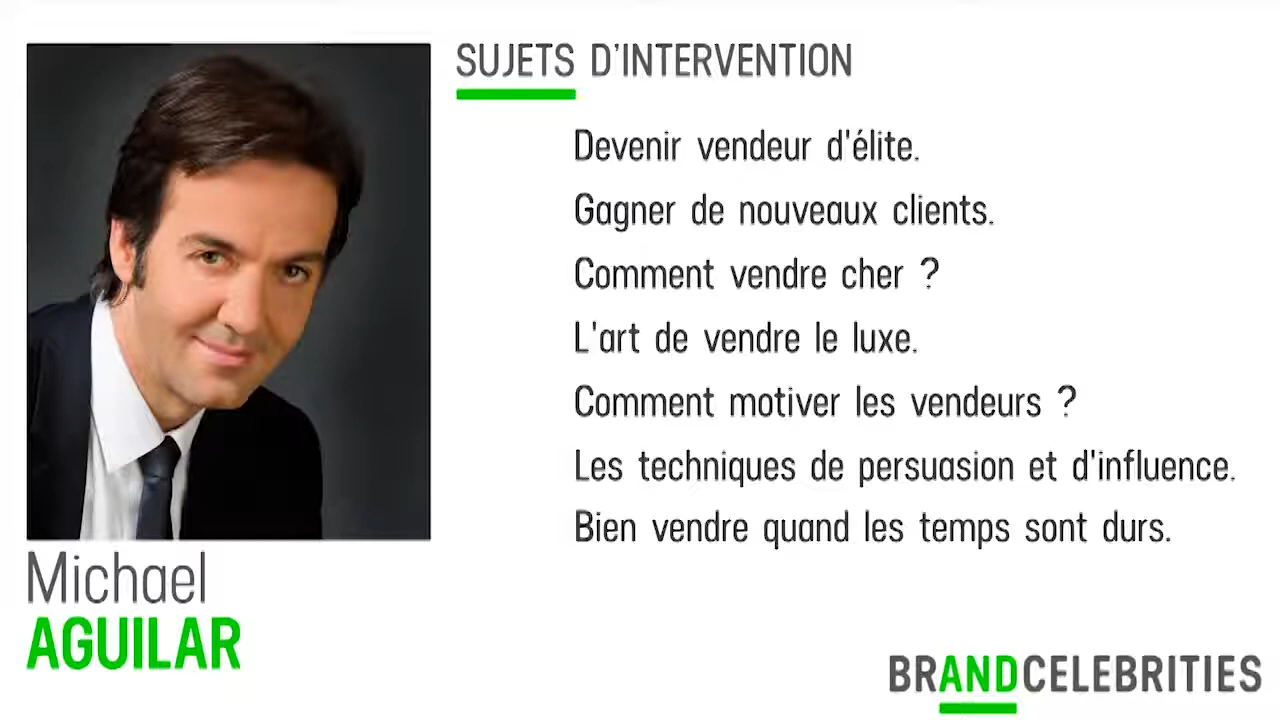 SUJETS D'INTERVENTION
Devenir vendeur d'élite.
Gagner de nouveaux clients.
Comment vendre cher ?
L'art de vendre le luxe.
Comment motiver les vendeurs ?
Les techniques de persuasion et d'influence.
Bien vendre quand les temps sont durs.
Michael
AGUILAR
BRANDCELEBRITIES